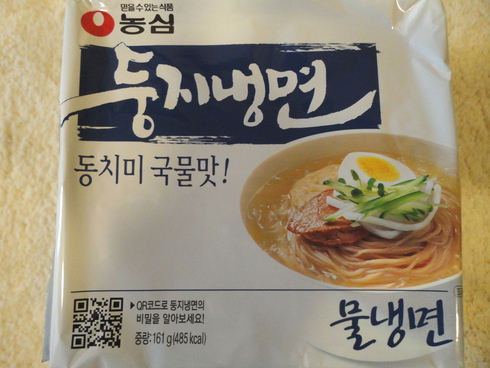 믿을 수 있는 식품
농심
둥지냉면
동치미 국물맛!
▶QR코드로 둥지냉면의
비밀을 알아보세요!
중량:161 g(485 kcal)
물냉면